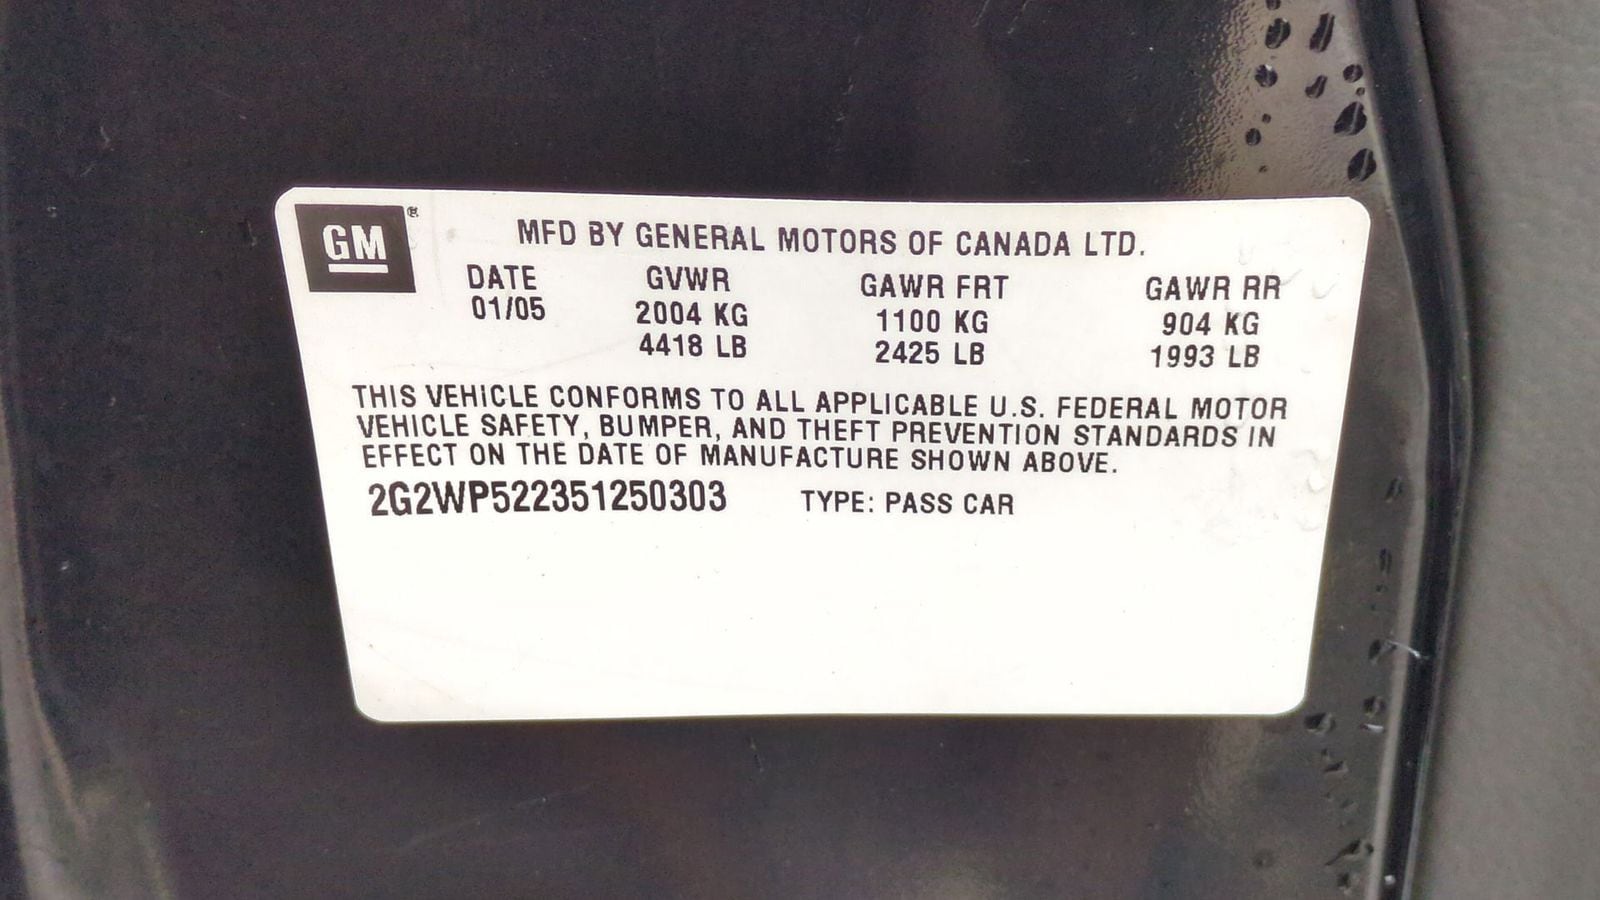 GM®
MFD BY GENERAL MOTORS OF CANADA LTD.
DATE GVWR GAWR FRT GAWR RR
01/05 2004 KG 1100 KG 904 KG
4418 LB 2425 LB 1993 LB
THIS VEHICLE CONFORMS TO ALL APPLICABLE U.S. FEDERAL MOTOR
VEHICLE SAFETY, BUMPER, AND THEFT PREVENTION STANDARDS IN
EFFECT ON THE DATE OF MANUFACTURE SHOWN ABOVE.
2G2WP522351250303 TYPE: PASS CAR